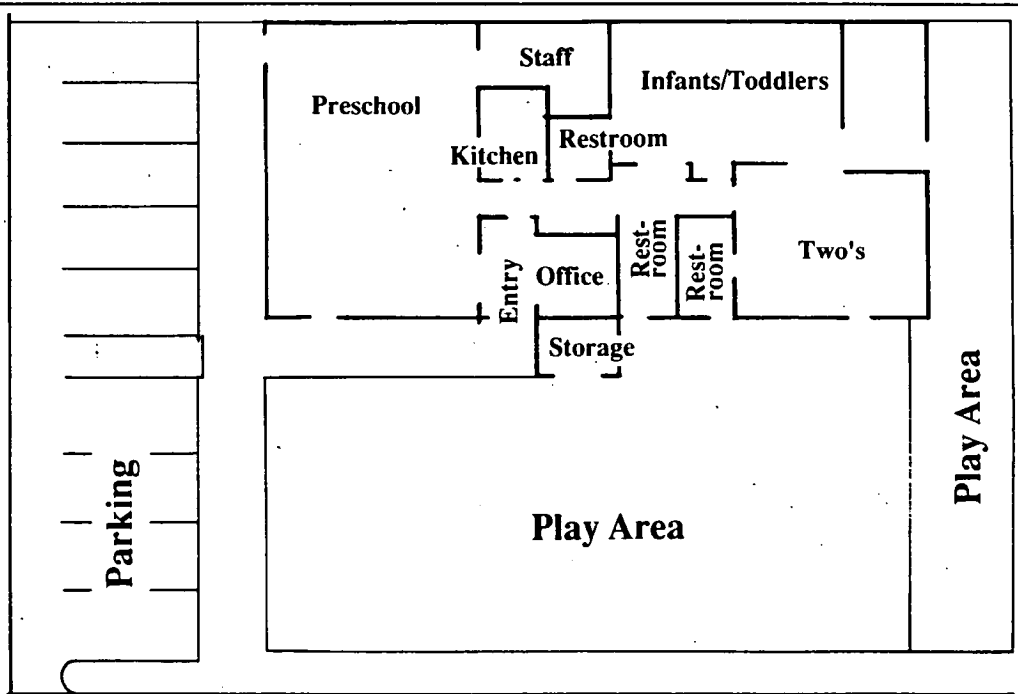 Staff
Infants/Toddlers
Preschool
Kitchen
Restroom
Entry
Office
Rest-
room
Rest-
room
Two's
Storage
Parking
Play Area
Play Area